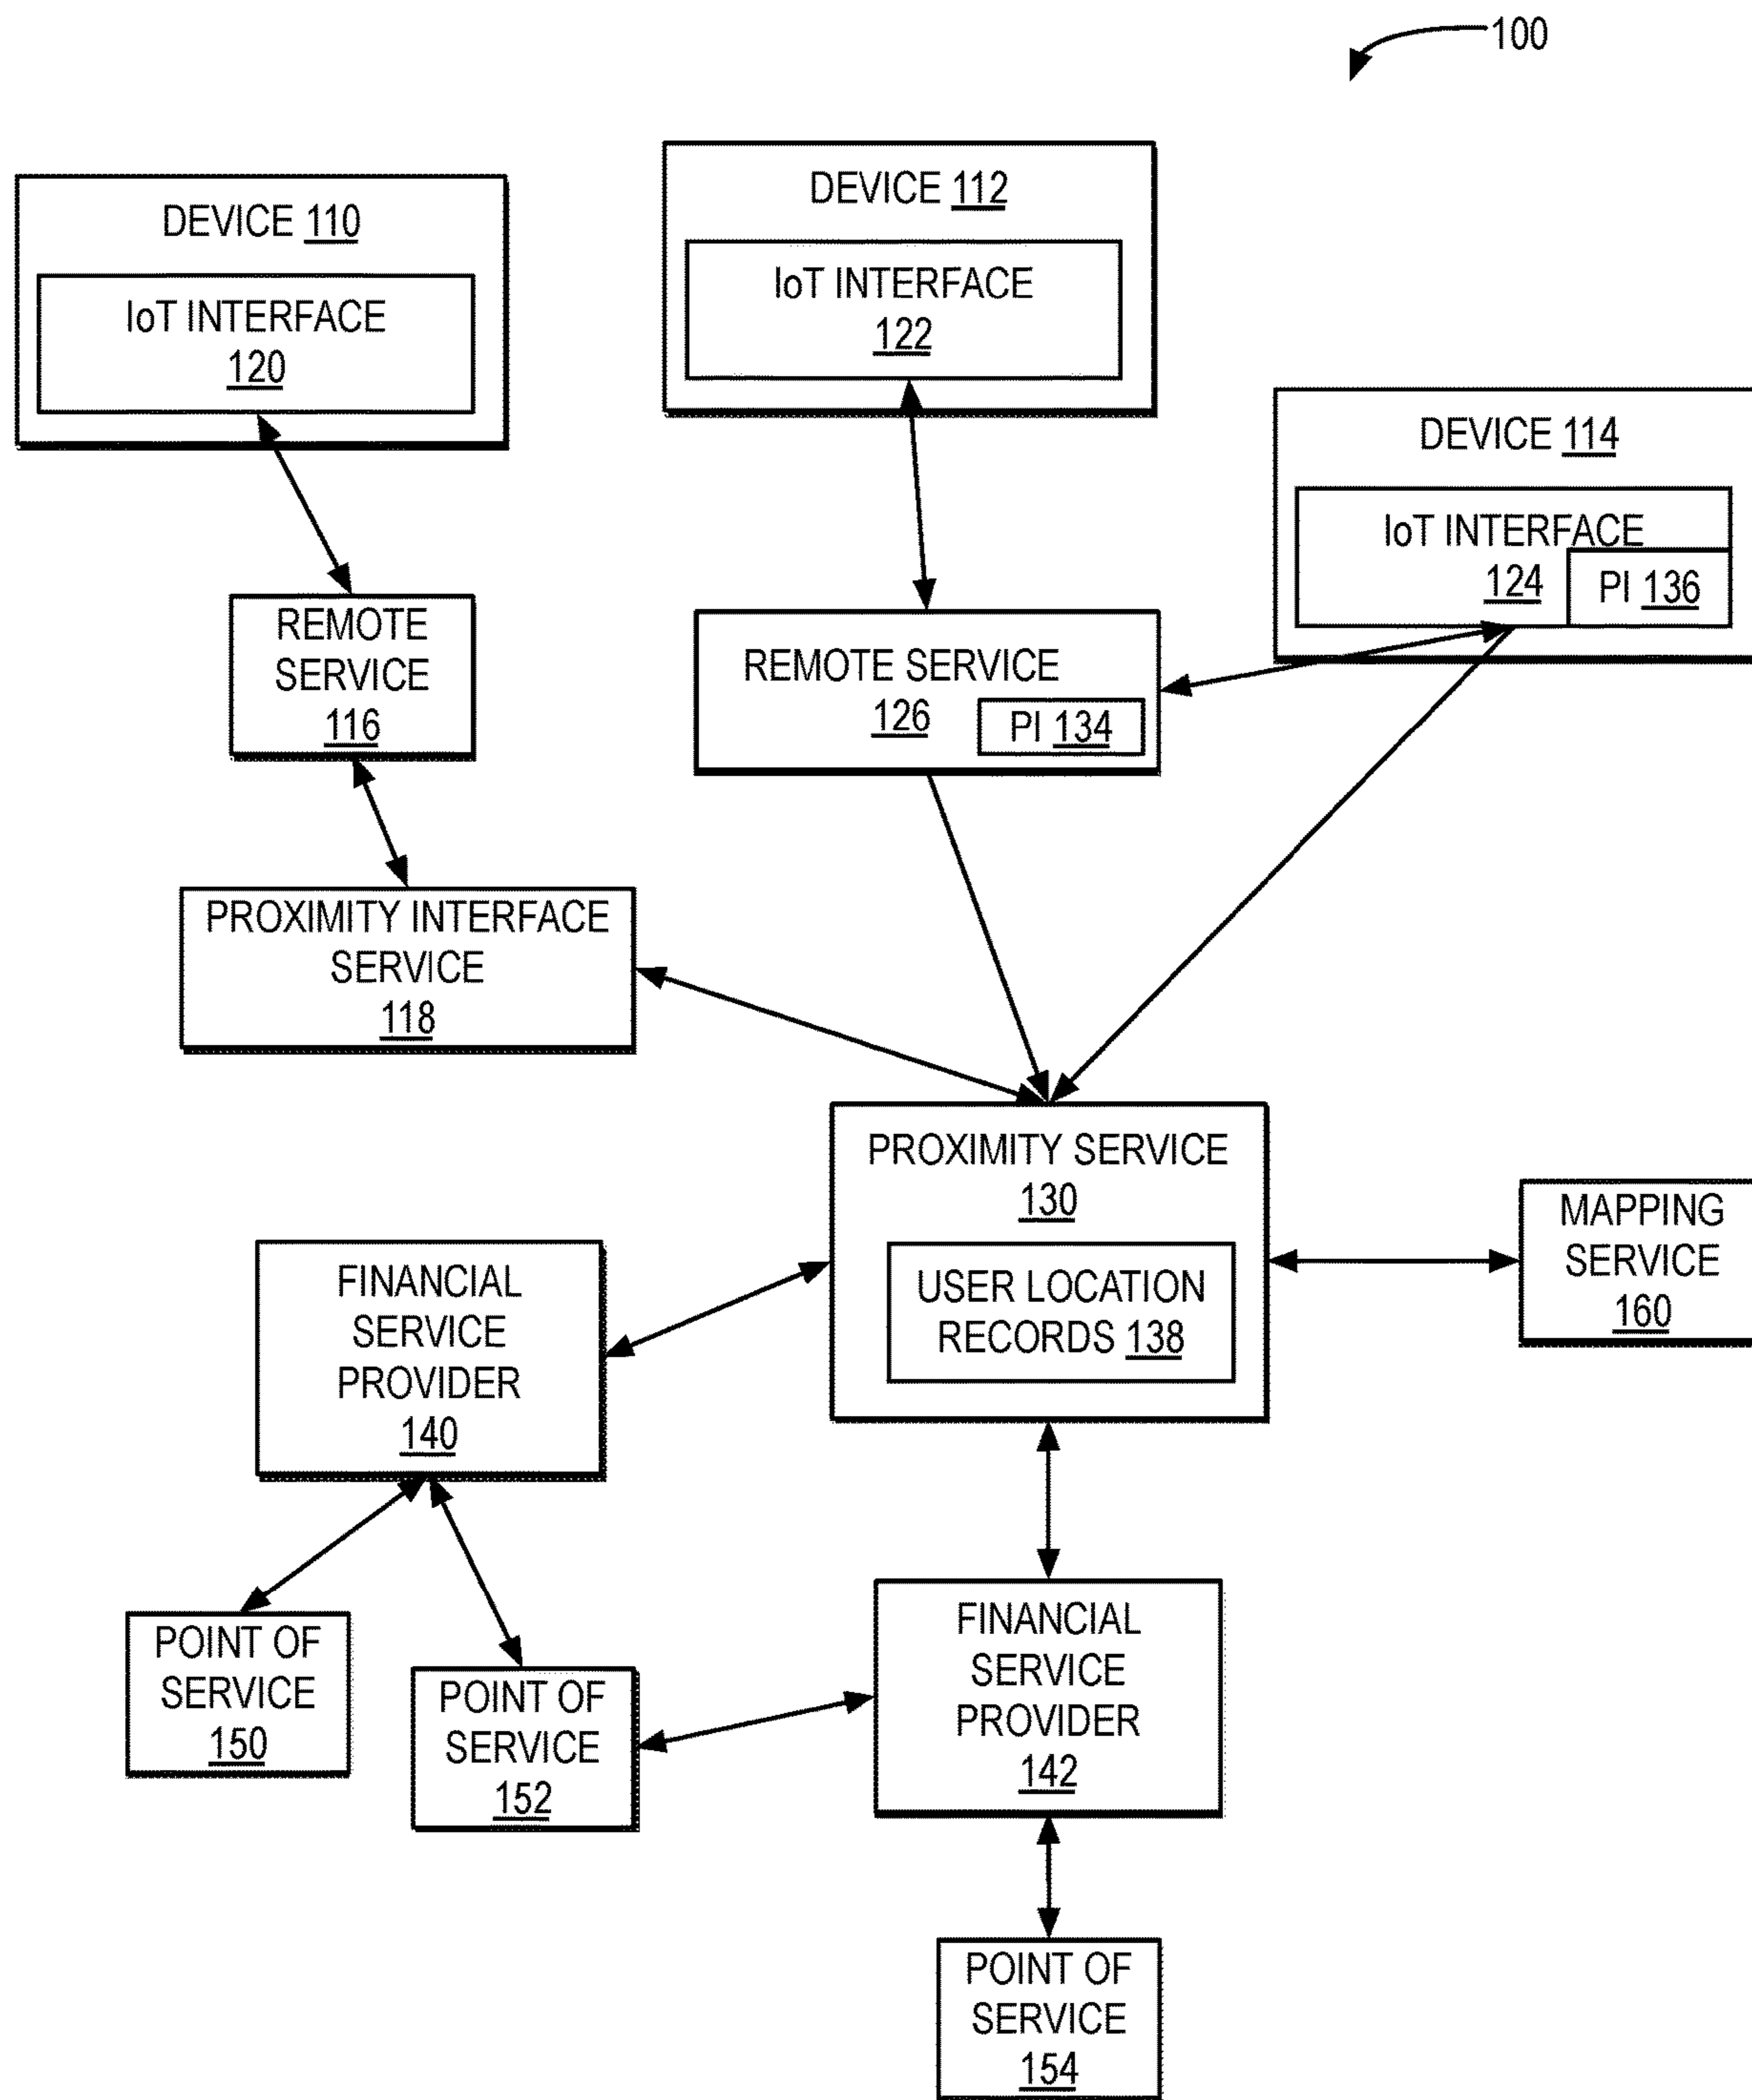 100
DEVICE 110
IoT INTERFACE
120
DEVICE 112
IoT INTERFACE
122
DEVICE 114
IoT INTERFACE
124
PI 136
REMOTE
SERVICE
116
REMOTE SERVICE
126
PI 134
PROXIMITY INTERFACE
SERVICE
118
PROXIMITY SERVICE
130
USER LOCATION
RECORDS 138
MAPPING
SERVICE
160
FINANCIAL
SERVICE
PROVIDER
140
POINT OF
SERVICE
150
POINT OF
SERVICE
152
FINANCIAL
SERVICE
PROVIDER
142
POINT OF
SERVICE
154